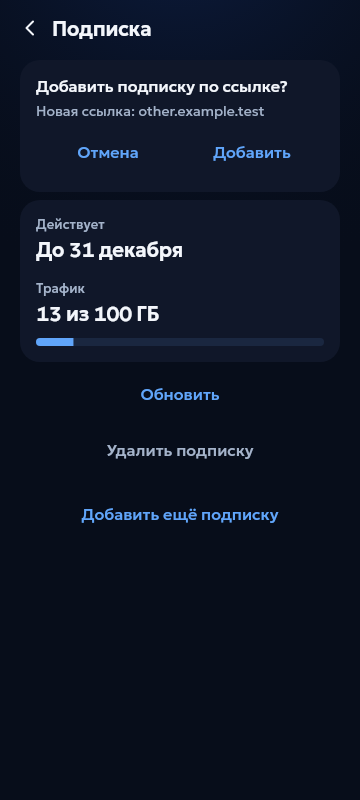 Подписка
Добавить подписку по ссылке?
Новая ссылка: other.example.test
Отмена
Добавить
Действует
До 31 декабря
Трафик
13 из 100 ГБ
Обновить
Удалить подписку
Добавить ещё подписку